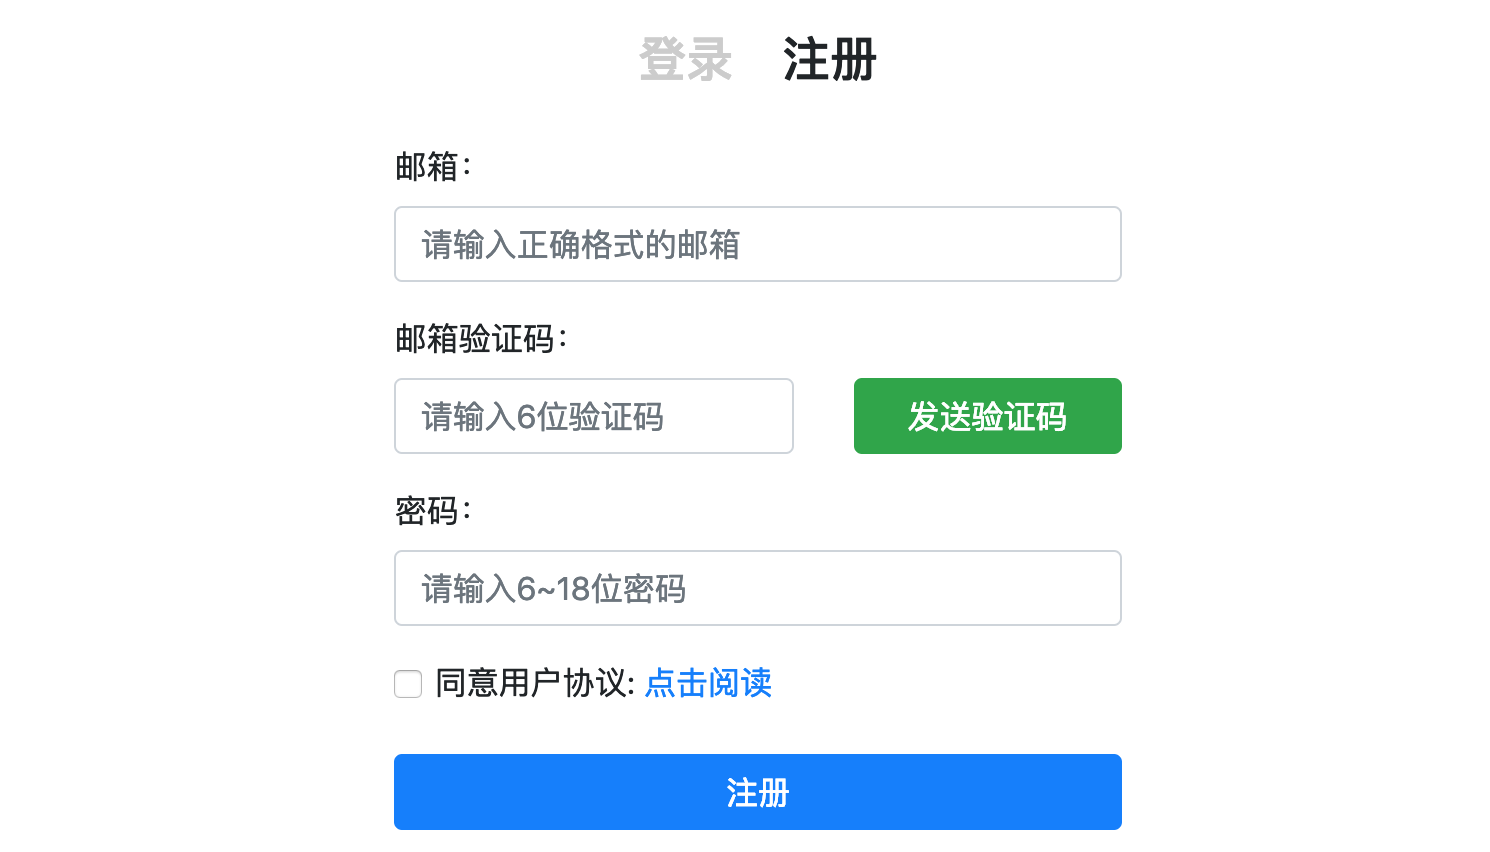 登录 注册
邮箱：
请输入正确格式的邮箱
邮箱验证码：
请输入6位验证码 发送验证码
密码：
请输入6~18位密码
同意用户协议: 点击阅读
注册